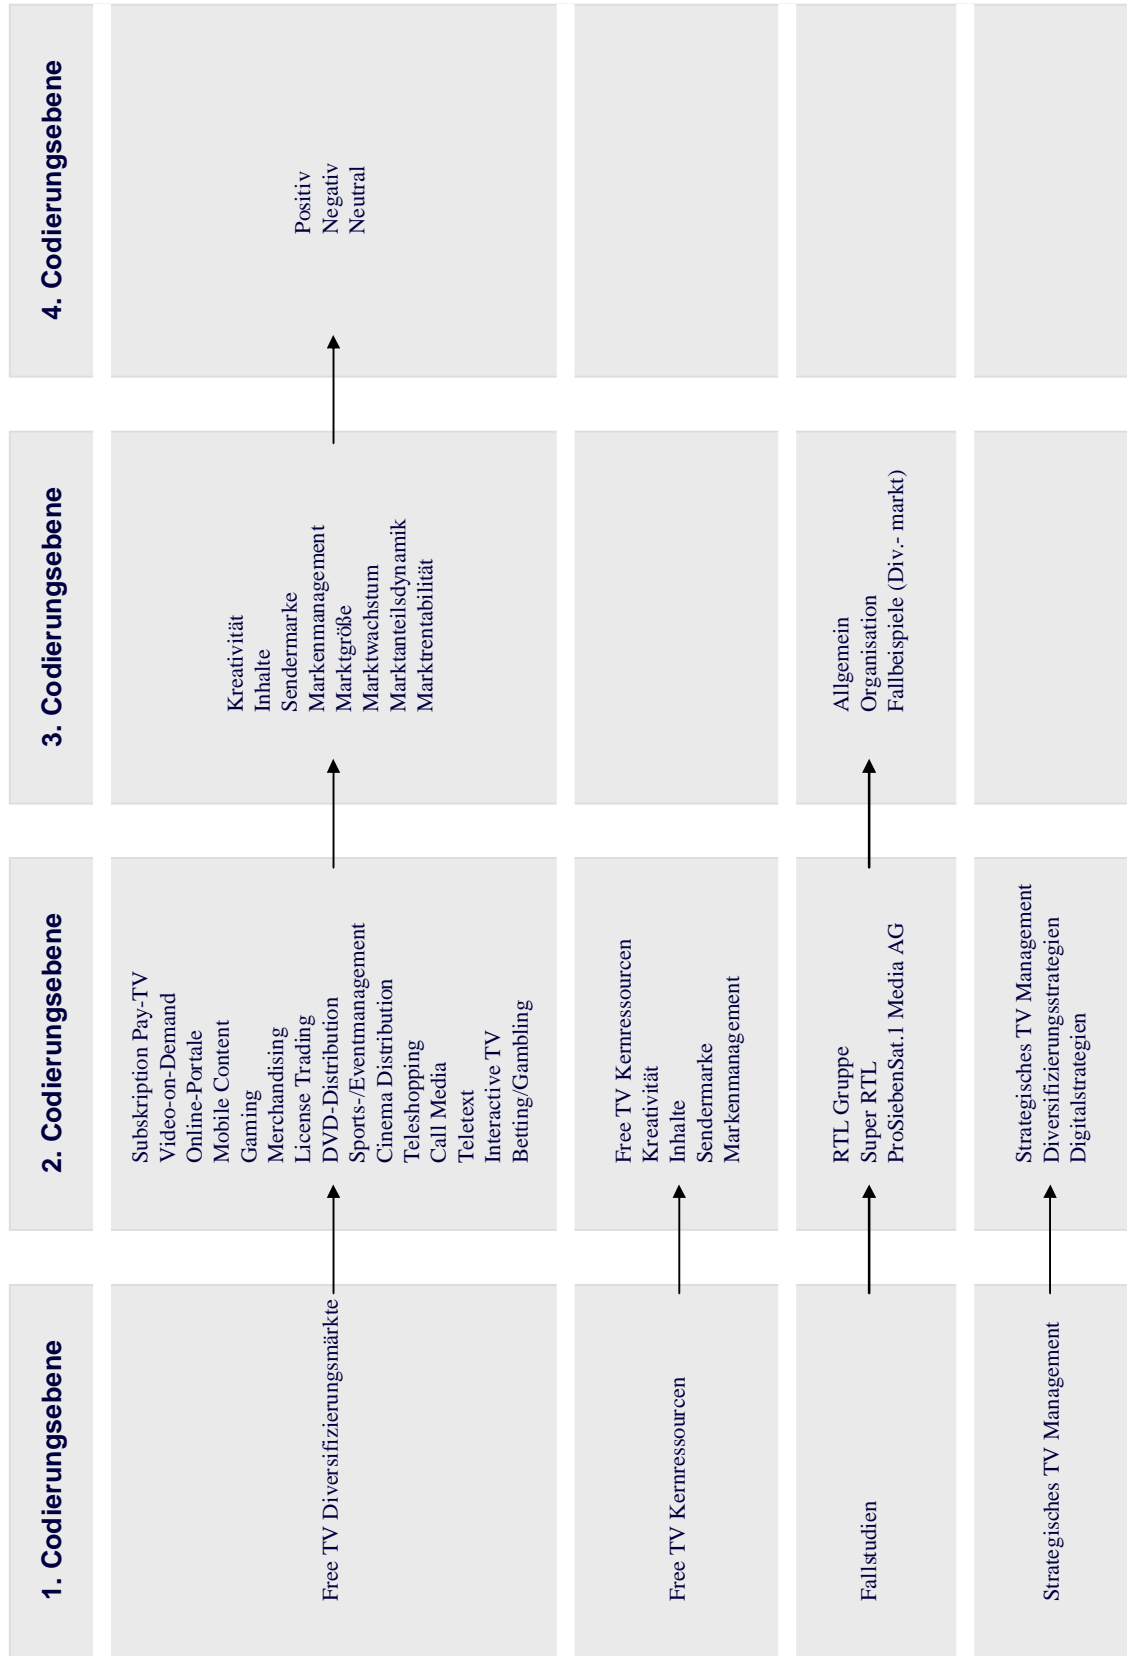 1. Codierungsebene
2. Codierungsebene
3. Codierungsebene
4. Codierungsebene
Free TV Diversifizierungsmärkte
Subskription Pay-TV
Video-on-Demand
Online-Portale
Mobile Content
Gaming
Merchandising
License Trading
DVD-Distribution
Sports-/Eventmanagement
Cinema Distribution
Teleshopping
Call Media
Teletext
Interactive TV
Betting/Gambling
Kreativität
Inhalte
Sendermarke
Markenmanagement
Marktgröße
Marktwachstum
Marktanteilsdynamik
Marktrentabilität
Positiv
Negativ
Neutral
Free TV Kernressourcen
Free TV Kernressourcen
Kreativität
Inhalte
Sendermarke
Markenmanagement
Fallstudien
RTL Gruppe
Super RTL
ProSiebenSat.1 Media AG
Allgemein
Organisation
Fallbeispiele (Div.- markt)
Strategisches TV Management
Strategisches TV Management
Diversifizierungsstrategien
Digitalstrategien